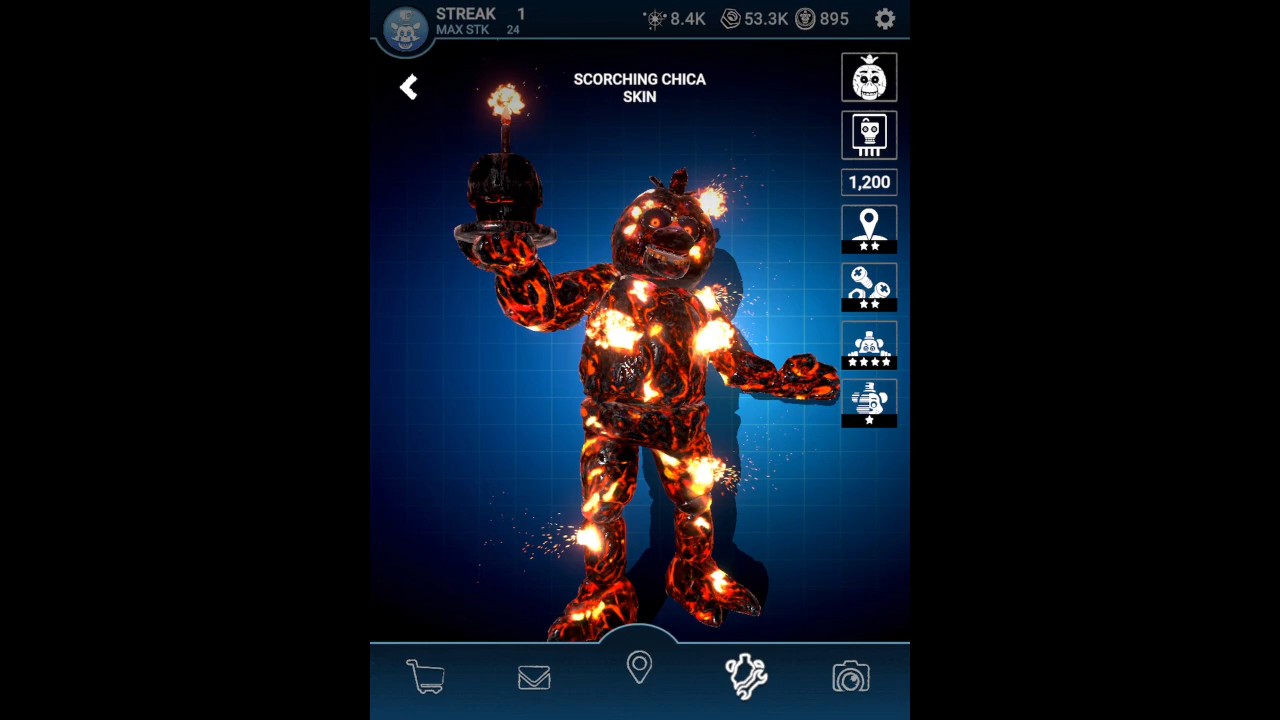 STREAK 1
MAX STK 24
8.4K 53.3K 895
SCORCHING CHICA
SKIN
1,200